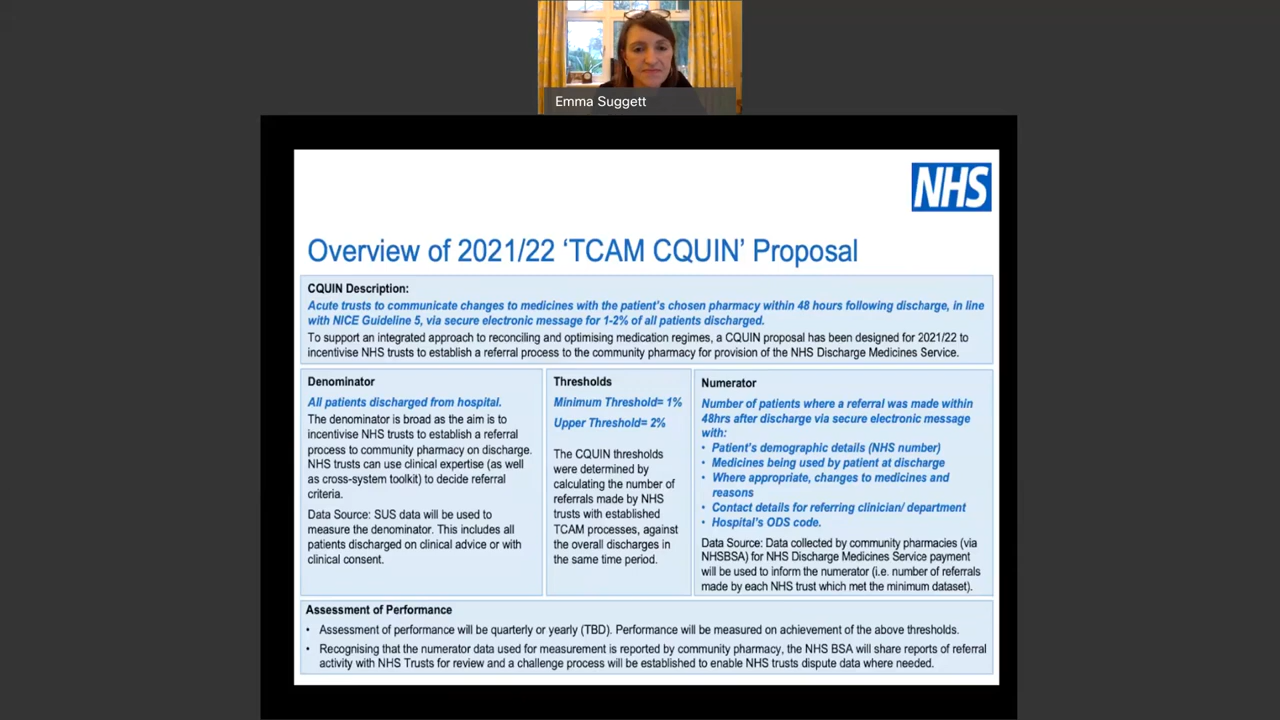 Emma Suggett
NHS
Overview of 2021/22 ‘TCAM CQUIN’ Proposal
CQUIN Description:
Acute trusts to communicate changes to medicines with the patient’s chosen pharmacy within 48 hours following discharge, in line
with NICE Guideline 5, via secure electronic message for 1-2% of all patients discharged.
To support an integrated approach to reconciling and optimising medication regimes, a CQUIN proposal has been designed for 2021/22 to
incentivise NHS trusts to establish a referral process to the community pharmacy for provision of the NHS Discharge Medicines Service.
Denominator
All patients discharged from hospital.
The denominator is broad as the aim is to
incentivise NHS trusts to establish a referral
process to community pharmacy on discharge.
NHS trusts can use clinical expertise (as well
as cross-system toolkit) to decide referral
criteria.
Data Source: SUS data will be used to
measure the denominator. This includes all
patients discharged on clinical advice or with
clinical consent.
Thresholds
Minimum Threshold= 1%
Upper Threshold= 2%
The CQUIN thresholds
were determined by
calculating the number of
referrals made by NHS
trusts with established
TCAM processes, against
the overall discharges in
the same time period.
Numerator
Number of patients where a referral was made within
48hrs after discharge via secure electronic message
with:
• Patient’s demographic details (NHS number)
• Medicines being used by patient at discharge
• Where appropriate, changes to medicines and
reasons
• Contact details for referring clinician/ department
• Hospital’s ODS code.
Data Source: Data collected by community pharmacies (via
NHSBSA) for NHS Discharge Medicines Service payment
will be used to inform the numerator (i.e. number of referrals
made by each NHS trust which met the minimum dataset).
Assessment of Performance
• Assessment of performance will be quarterly or yearly (TBD). Performance will be measured on achievement of the above thresholds.
• Recognising that the numerator data used for measurement is reported by community pharmacy, the NHS BSA will share reports of referral
activity with NHS Trusts for review and a challenge process will be established to enable NHS trusts dispute data where needed.